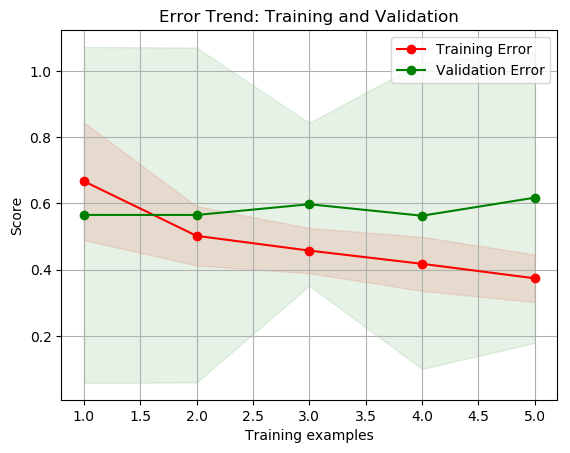 Error Trend: Training and Validation
Training Error
Validation Error
Score
1.0
0.8
0.6
0.4
0.2
1.0 1.5 2.0 2.5 3.0 3.5 4.0 4.5 5.0
Training examples